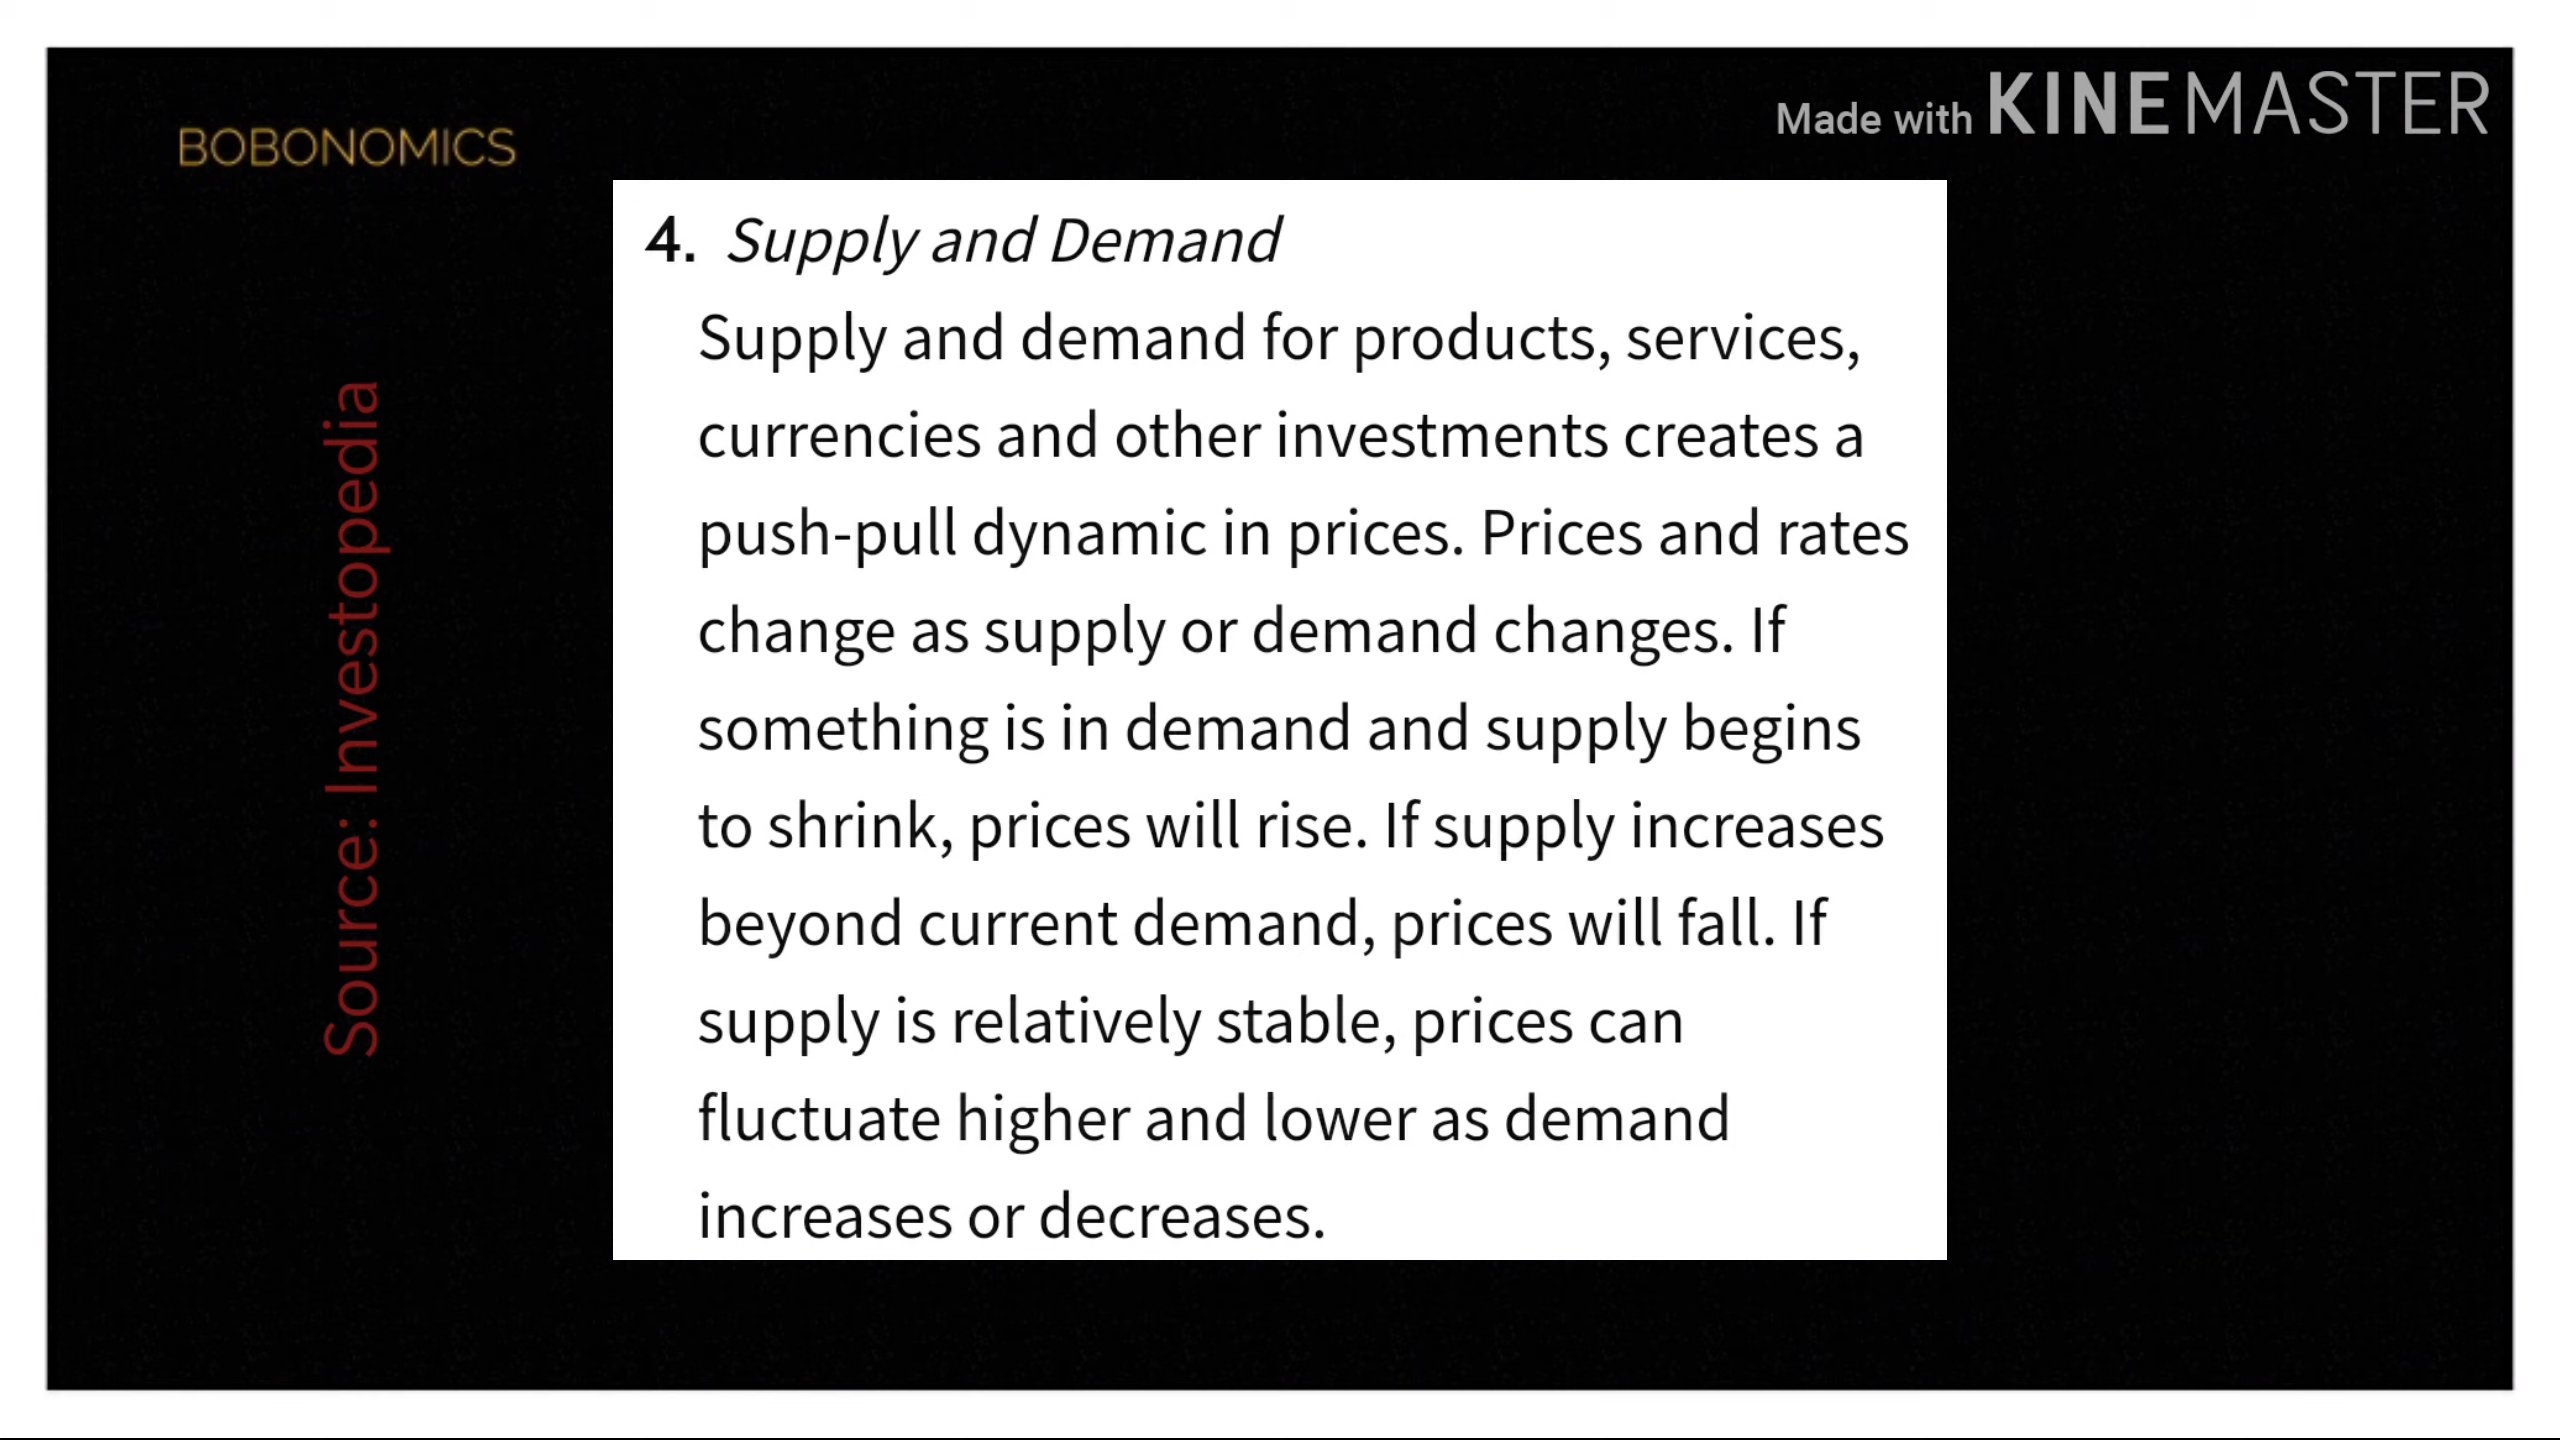 BOBONOMICS
Made with KINEMASTER
Source: Investopedia
4. Supply and Demand
Supply and demand for products, services,
currencies and other investments creates a
push-pull dynamic in prices. Prices and rates
change as supply or demand changes. If
something is in demand and supply begins
to shrink, prices will rise. If supply increases
beyond current demand, prices will fall. If
supply is relatively stable, prices can
fluctuate higher and lower as demand
increases or decreases.